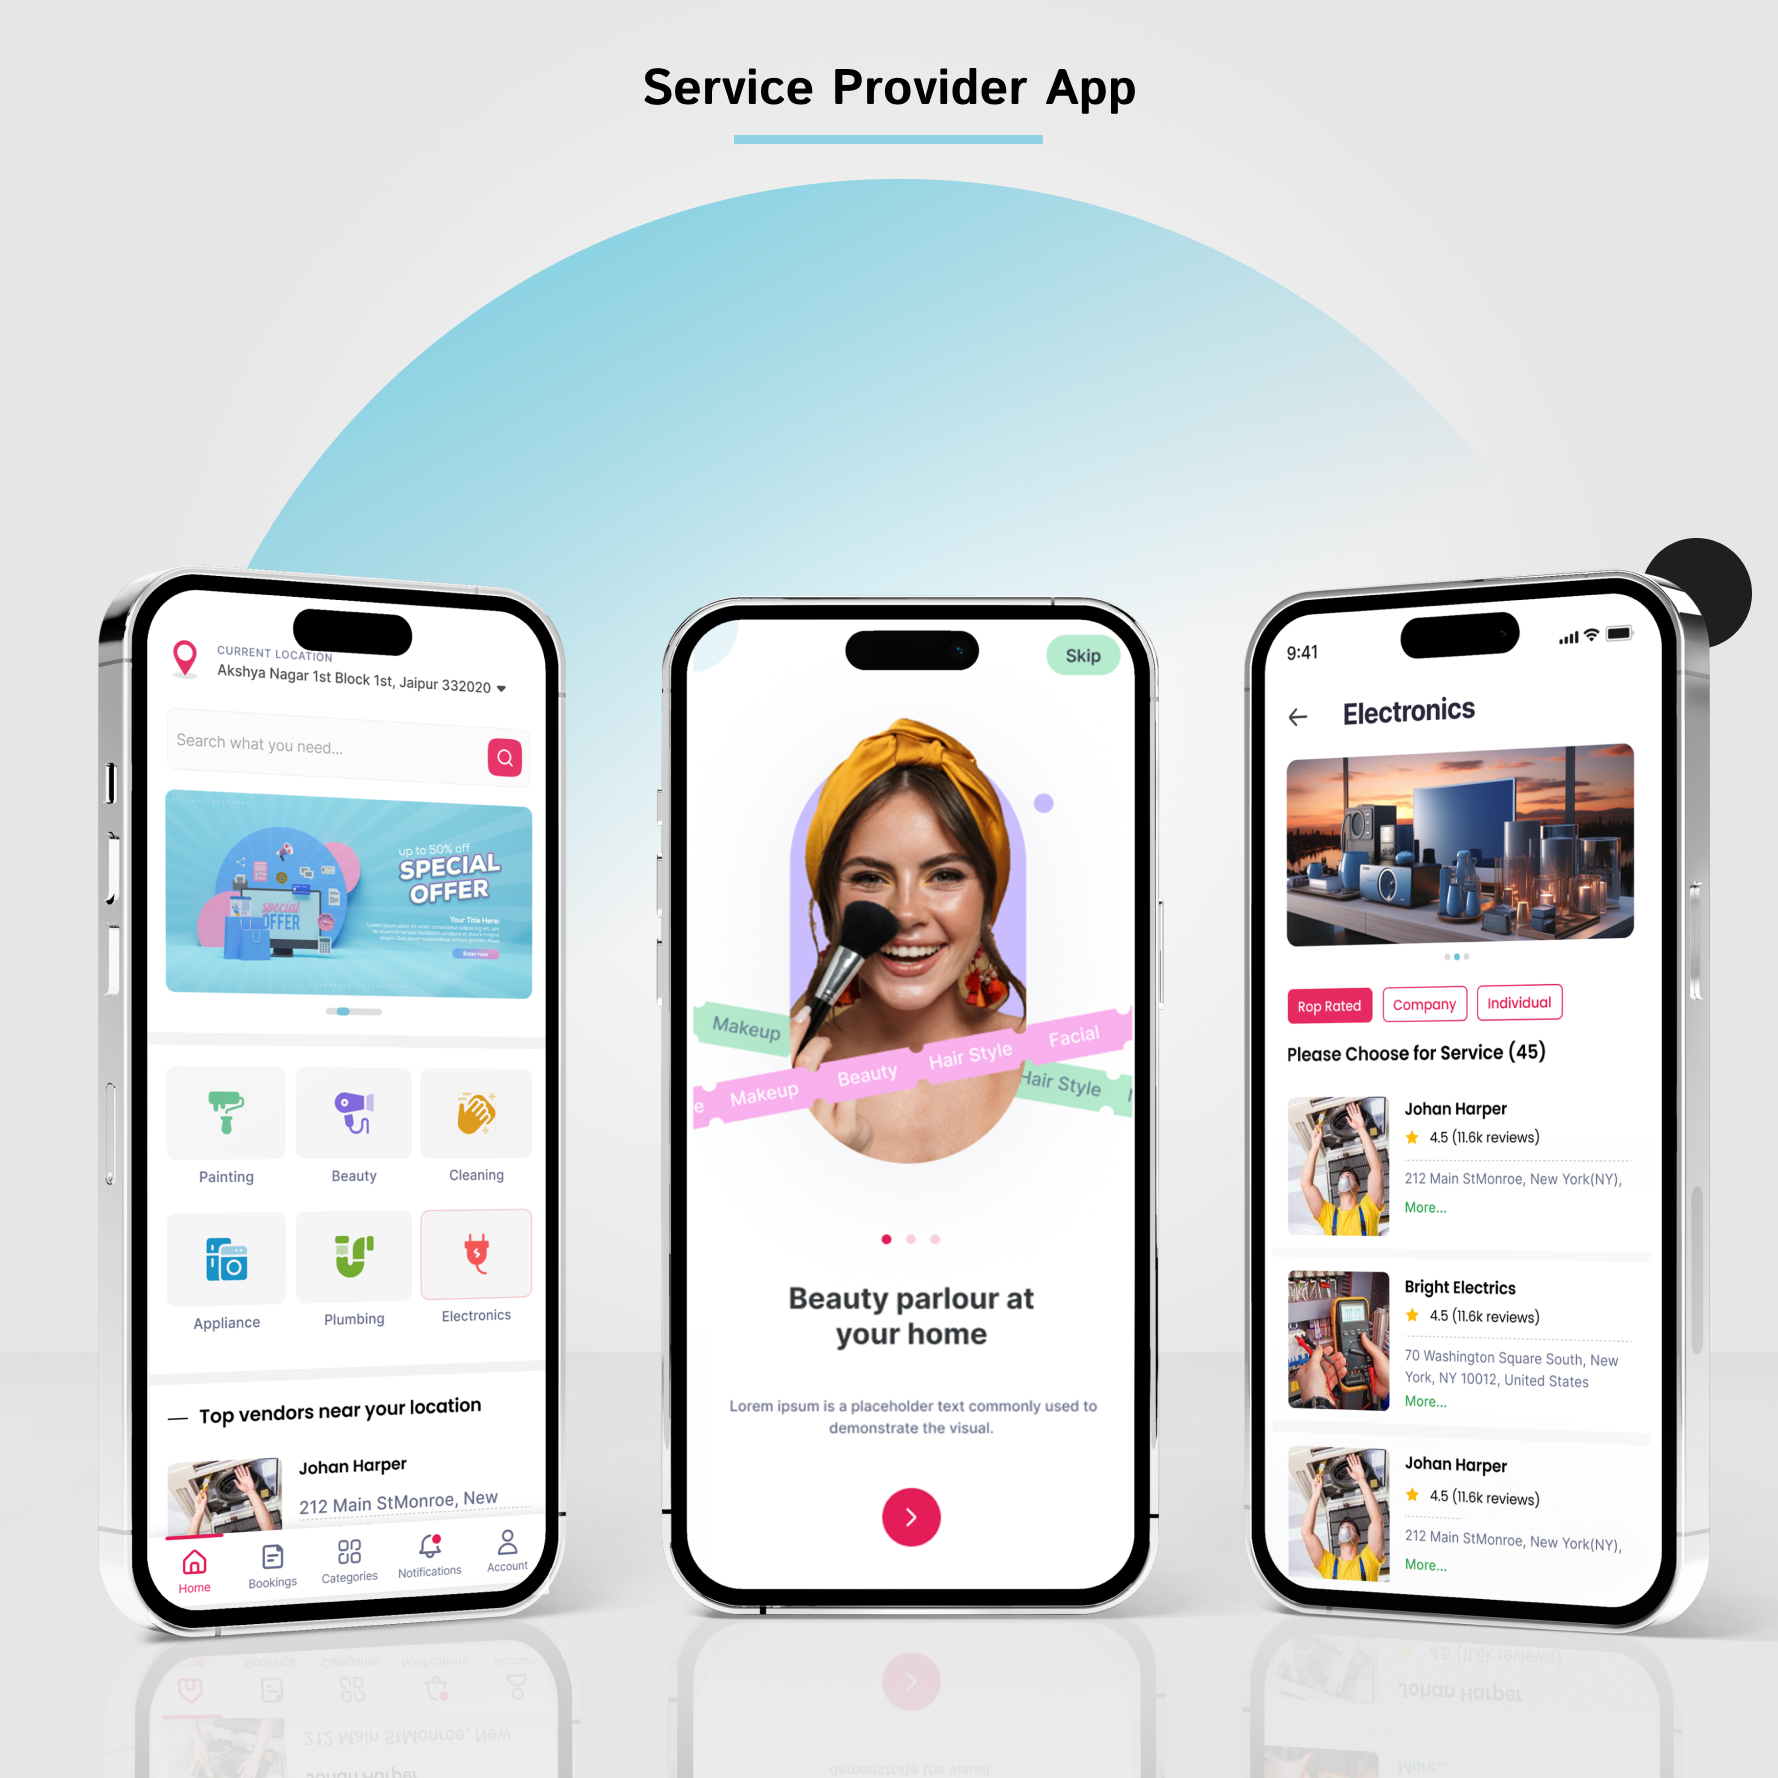 Service Provider App
CURRENT LOCATION
Akshya Nagar 1st Block 1st, Jaipur 332020
Search what you need...
up to 50% off
SPECIAL
OFFER
special
OFFER
Your Title Here:
Enter now
Painting
Beauty
Cleaning
Appliance
Plumbing
Electronics
Top vendors near your location
Johan Harper
212 Main StMonroe, New
Home
Bookings
Categories
Notifications
Account
Skip
Makeup
e Makeup Beauty Hair Style Facial
Hair Style
Beauty parlour at
your home
Lorem ipsum is a placeholder text commonly used to
demonstrate the visual.
9:41
Electronics
Rop Rated
Company
Individual
Please Choose for Service (45)
Johan Harper
4.5 (11.6k reviews)
212 Main StMonroe, New York(NY),
More...
Bright Electrics
4.5 (11.6k reviews)
70 Washington Square South, New
York, NY 10012, United States
More...
Johan Harper
4.5 (11.6k reviews)
212 Main StMonroe, New York(NY),
More...